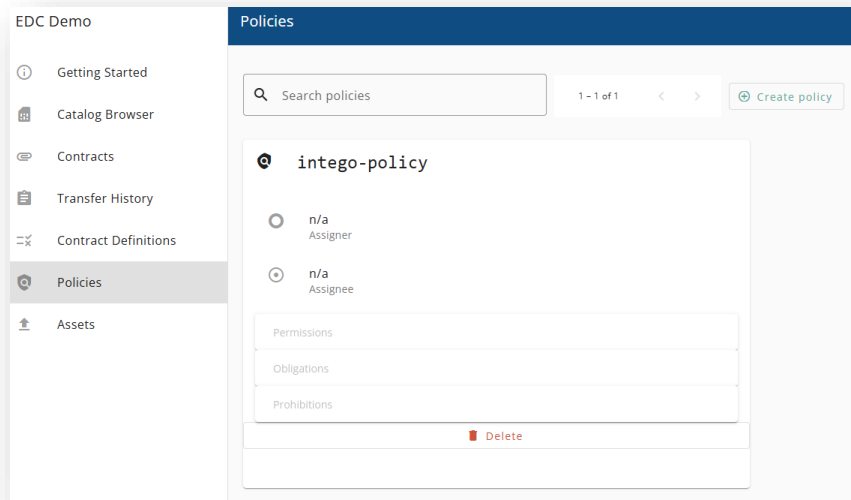 EDC Demo
Policies
Getting Started
Catalog Browser
Contracts
Transfer History
Contract Definitions
Policies
Assets
Search policies
1 – 1 of 1
Create policy
intego-policy
n/a
Assigner
n/a
Assignee
Permissions
Obligations
Prohibitions
Delete